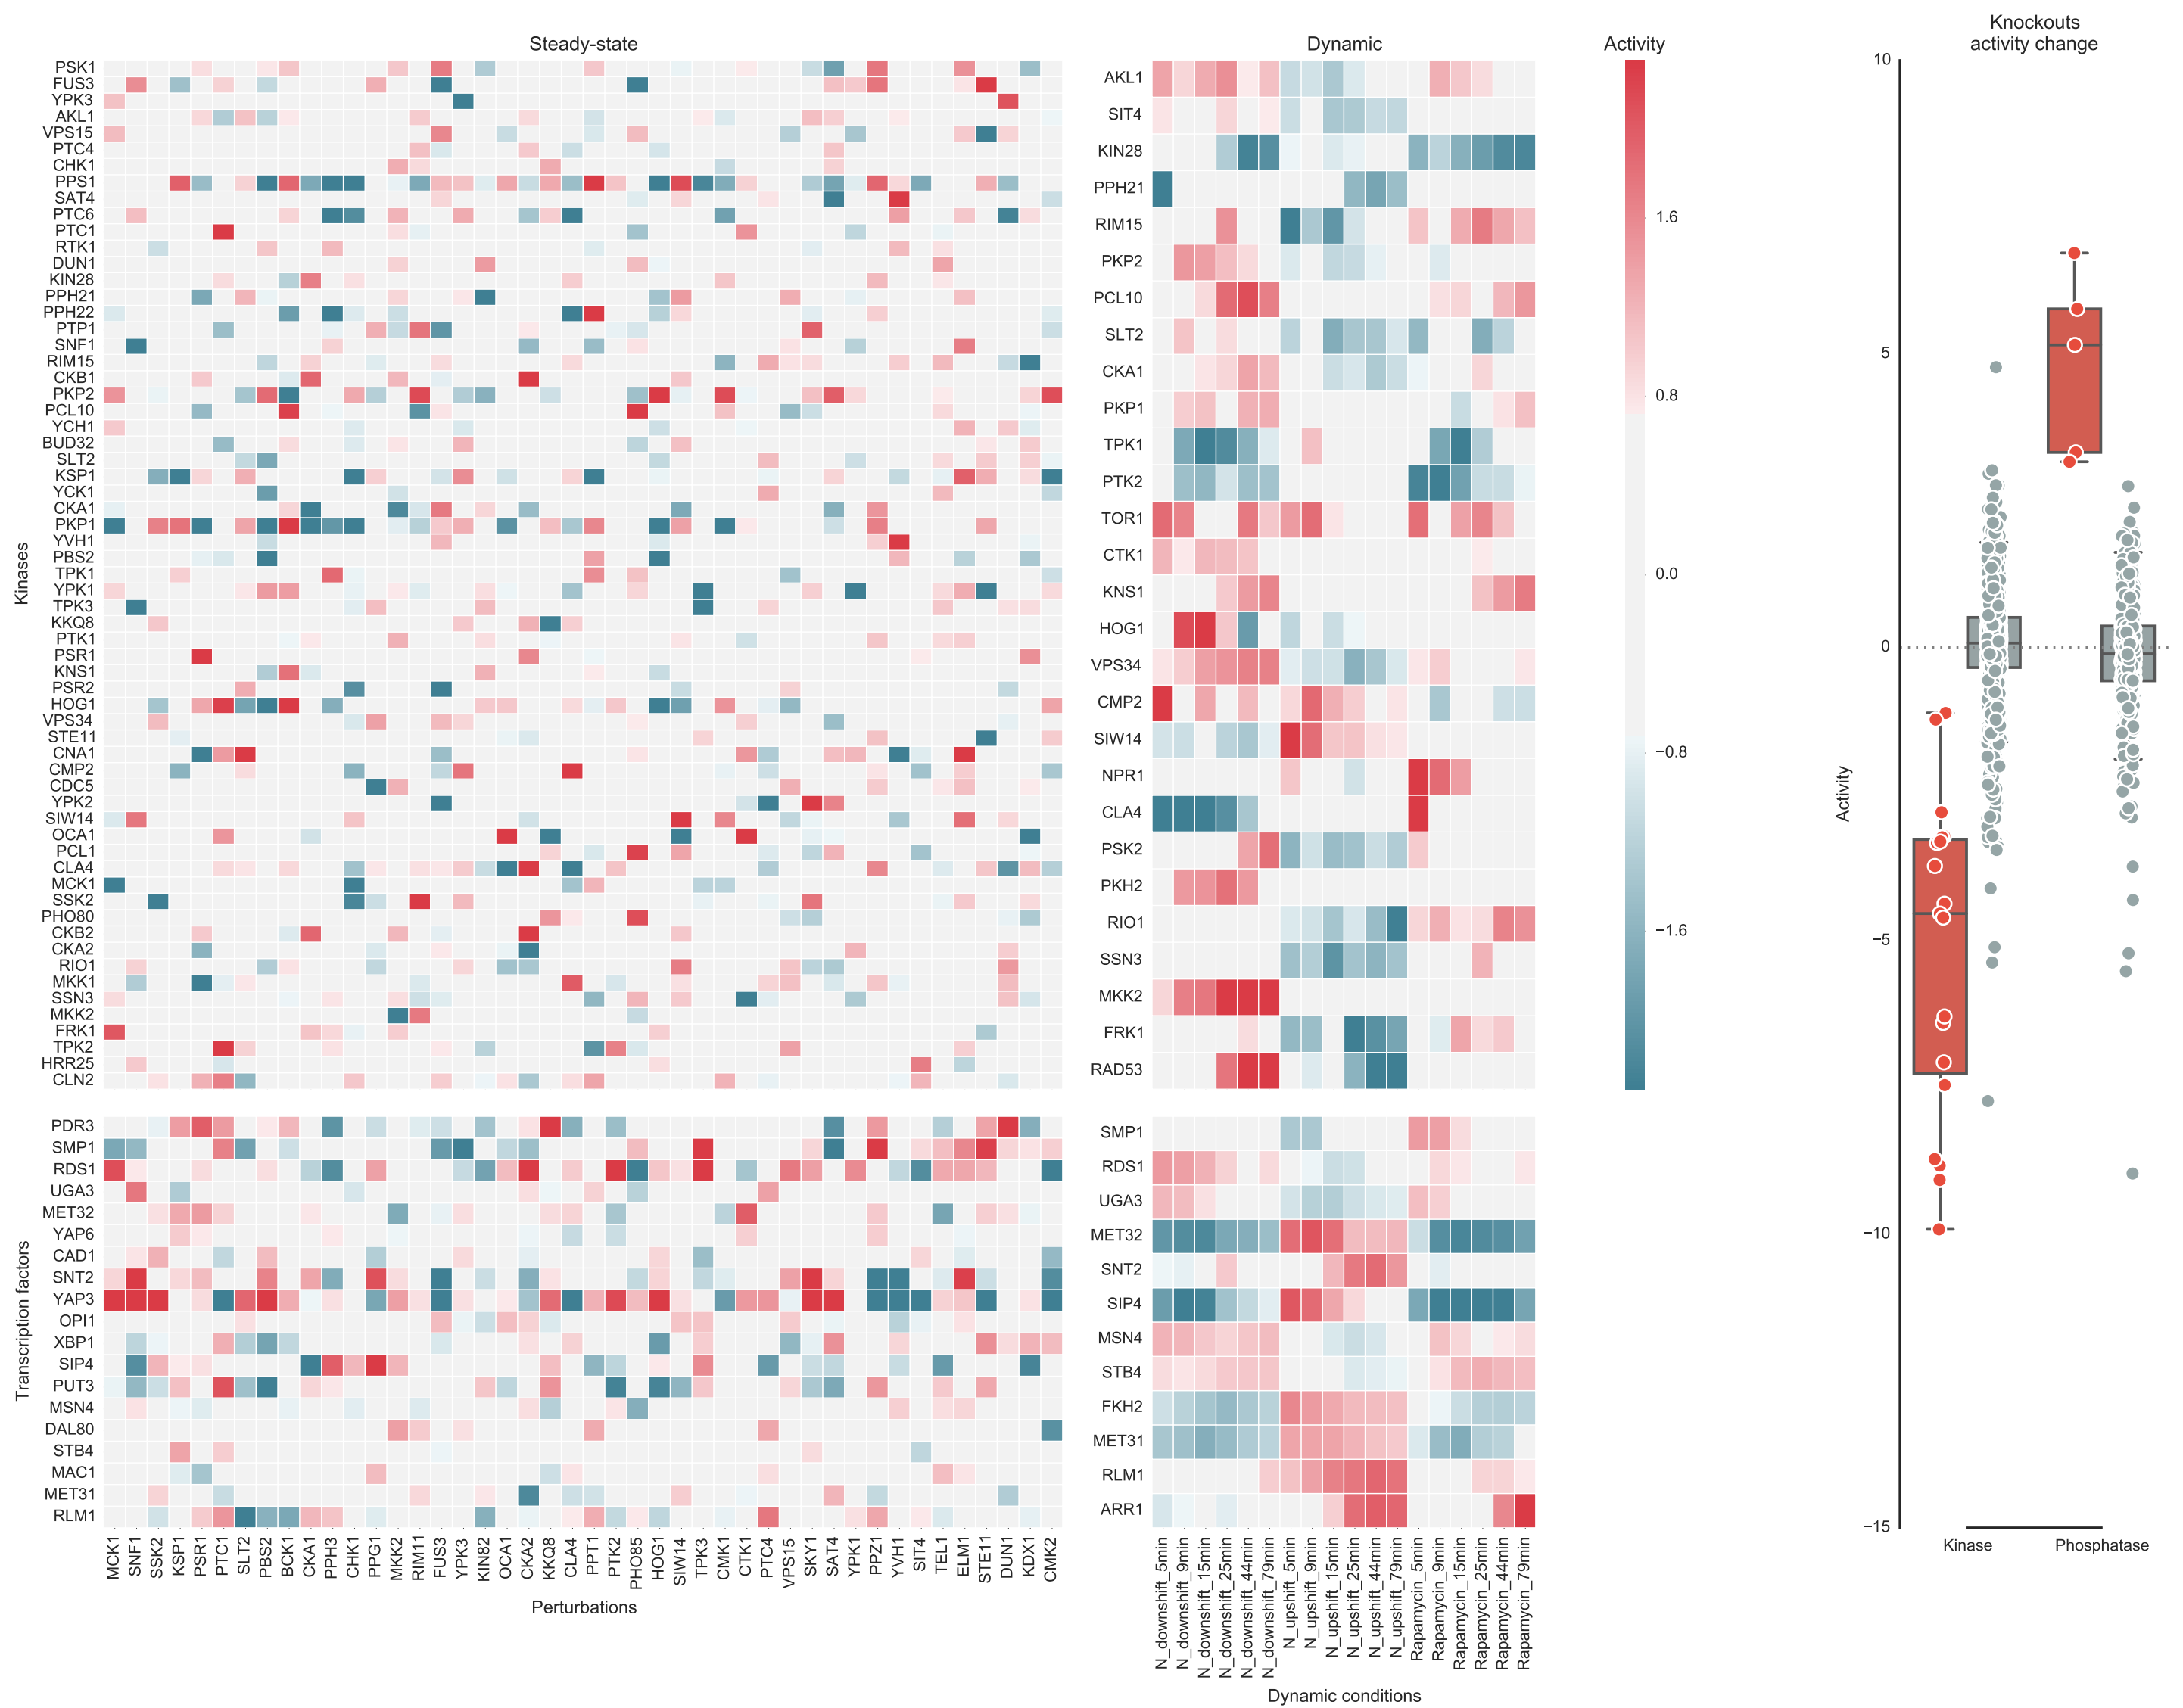 Steady-state
Dynamic
Activity
Knockouts
activity change
Kinases
PSK1
FUS3
YPK3
AKL1
VPS15
PTC4
CHK1
PPS1
SAT4
PTC6
PTC1
RTK1
DUN1
KIN28
PPH21
PPH22
PTP1
SNF1
RIM15
CKB1
PKP2
PCL10
YCH1
BUD32
SLT2
KSP1
YCK1
CKA1
PKP1
YVH1
PBS2
TPK1
YPK1
TPK3
KKQ8
PTK1
PSR1
KNS1
PSR2
HOG1
VPS34
STE11
CNA1
CMP2
CDC5
YPK2
SIW14
OCA1
PCL1
CLA4
MCK1
SSK2
PHO80
CKB2
CKA2
RIO1
MKK1
SSN3
MKK2
FRK1
TPK2
HRR25
CLN2
Transcription factors
PDR3
SMP1
RDS1
UGA3
MET32
YAP6
CAD1
SNT2
YAP3
OPI1
XBP1
SIP4
PUT3
MSN4
DAL80
STB4
MAC1
MET31
RLM1
MCK1
SNF1
SSK2
KSP1
PSR1
PTC1
SLT2
PBS2
BCK1
CKA1
PPH3
CHK1
PPG1
MKK2
RIM11
FUS3
YPK3
KIN82
OCA1
CKA2
KKQ8
CLA4
PPT1
PTK2
PHO85
HOG1
SIW14
TPK3
CMK1
CTK1
PTC4
VPS15
SKY1
SAT4
YPK1
PPZ1
YVH1
SIT4
TEL1
ELM1
STE11
DUN1
KDX1
CMK2
Perturbations
AKL1
SIT4
KIN28
PPH21
RIM15
PKP2
PCL10
SLT2
CKA1
PKP1
TPK1
PTK2
TOR1
CTK1
KNS1
HOG1
VPS34
CMP2
SIW14
NPR1
CLA4
PSK2
PKH2
RIO1
SSN3
MKK2
FRK1
RAD53
SMP1
RDS1
UGA3
MET32
SNT2
SIP4
MSN4
STB4
FKH2
MET31
RLM1
ARR1
N_downshift_5min
N_downshift_9min
N_downshift_15min
N_downshift_25min
N_downshift_44min
N_downshift_79min
N_upshift_5min
N_upshift_9min
N_upshift_15min
N_upshift_25min
N_upshift_44min
N_upshift_79min
Rapamycin_5min
Rapamycin_9min
Rapamycin_15min
Rapamycin_25min
Rapamycin_44min
Rapamycin_79min
Dynamic conditions
1.6
0.8
0.0
−0.8
−1.6
Activity
10
5
0
−5
−10
−15
Kinase
Phosphatase